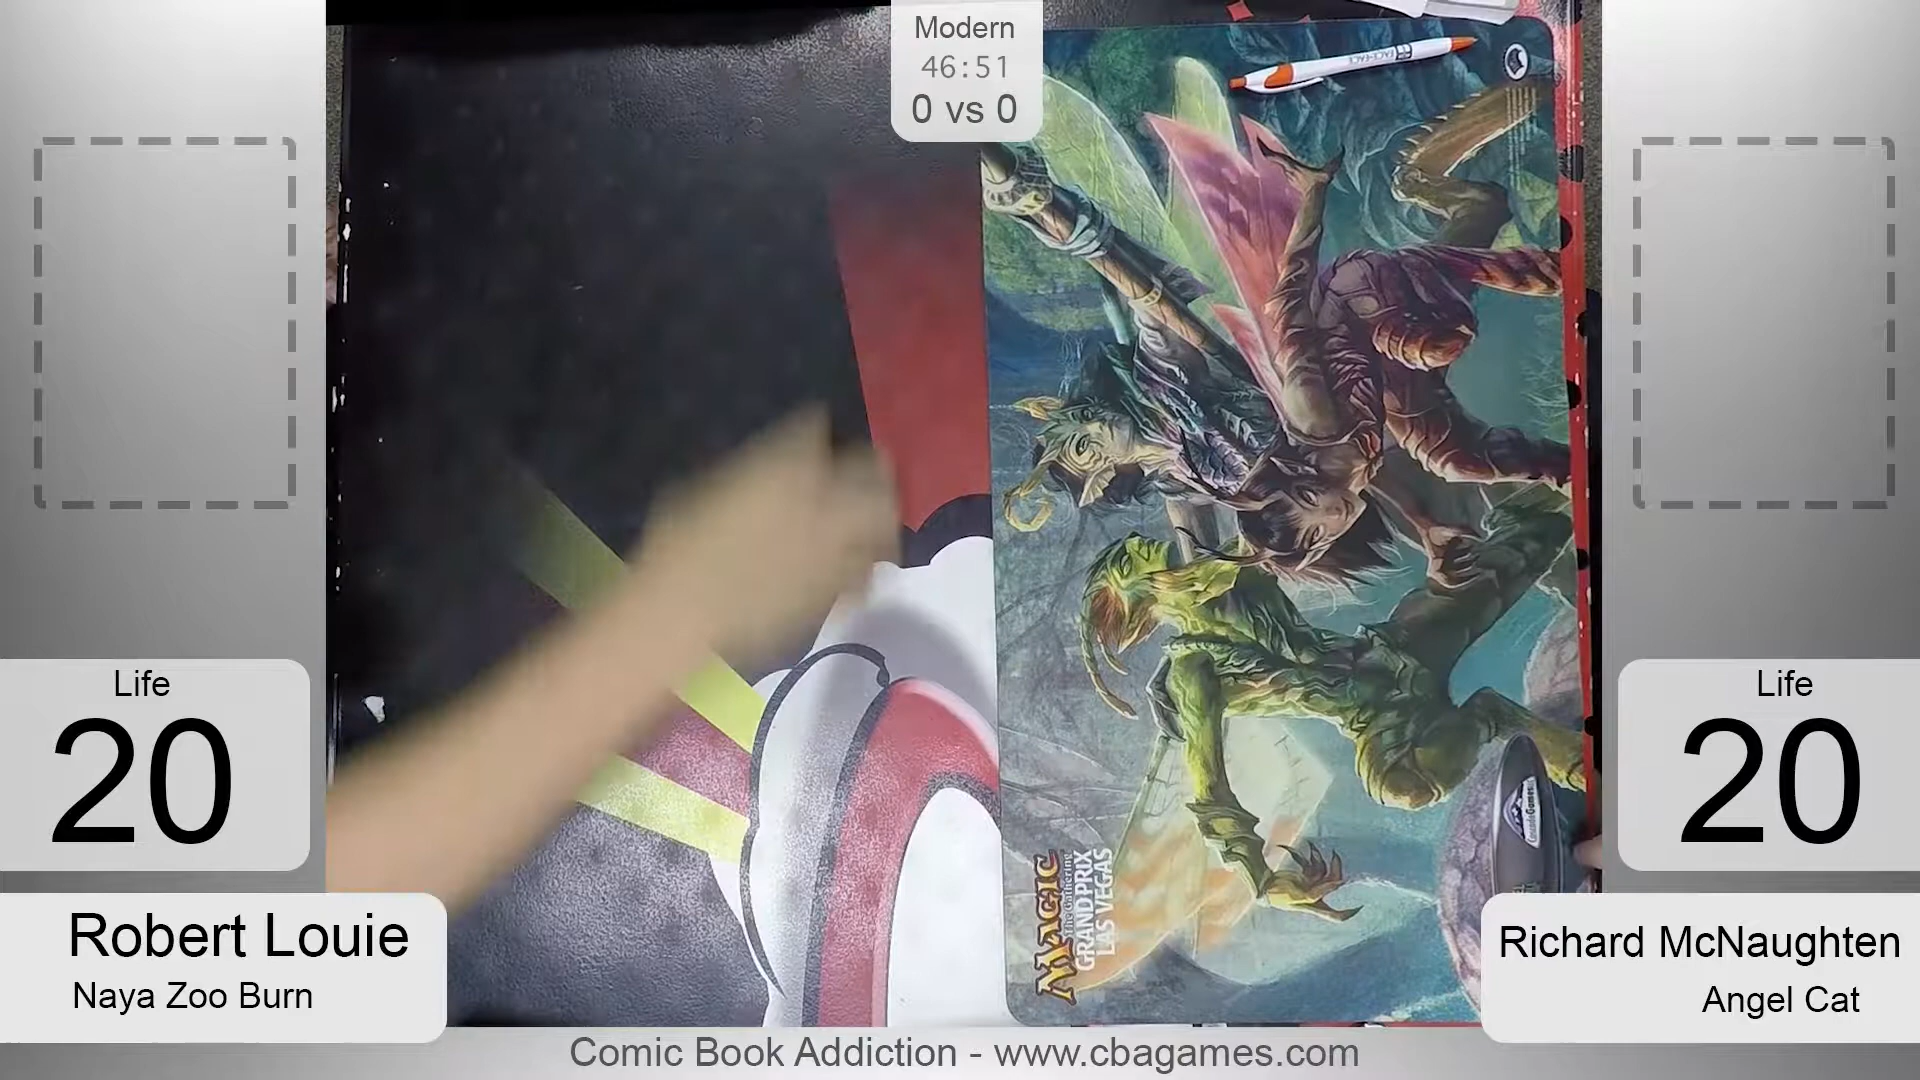 Modern
46:51
0 vs 0
Life
20
Life
20
Robert Louie
Naya Zoo Burn
Richard McNaughten
Angel Cat
MAGIC
The Gathering
GRAND PRIX
LAS VEGAS
Comic Book Addiction - www.cbagames.com